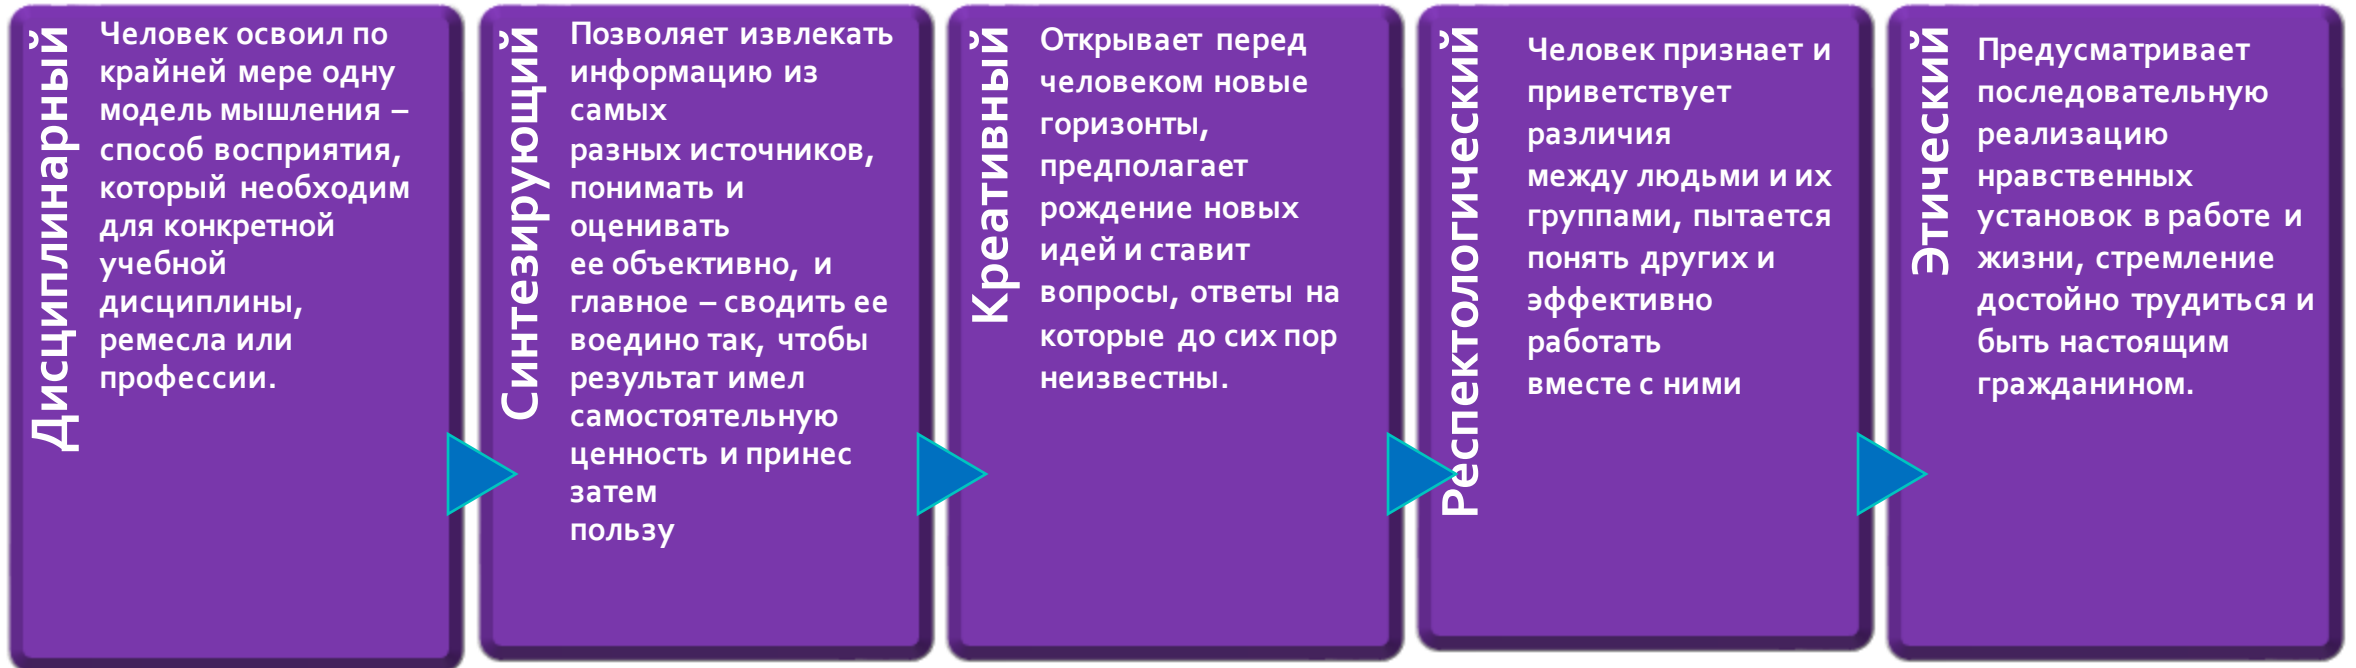 Дисциплинарный
Человек освоил по
крайней мере одну
модель мышления –
способ восприятия,
который необходим
для конкретной
учебной
дисциплины,
ремесла или
профессии.
Синтезирующий
Позволяет извлекать
информацию из
самых
разных источников,
понимать и
оценивать
ее объективно, и
главное – сводить ее
воедино так, чтобы
результат имел
самостоятельную
ценность и принес
затем
пользу
Креативный
Открывает перед
человеком новые
горизонты,
предполагает
рождение новых
идей и ставит
вопросы, ответы на
которые до сих пор
неизвестны.
Респектологический
Человек признает и
приветствует
различия
между людьми и их
группами, пытается
понять других и
эффективно
работать
вместе с ними
Этический
Предусматривает
последовательную
реализацию
нравственных
установок в работе и
жизни, стремление
достойно трудиться и
быть настоящим
гражданином.